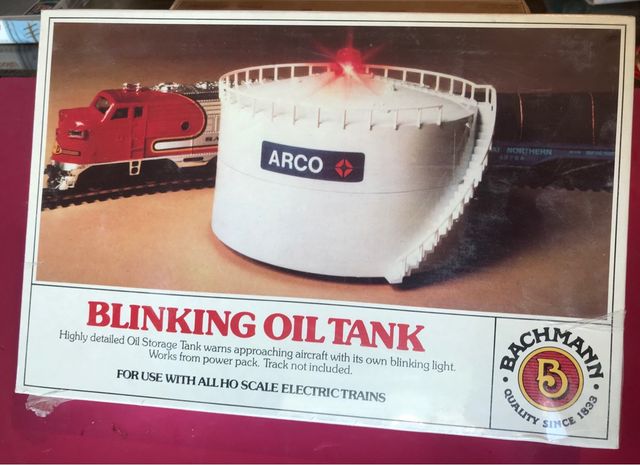 ARCO
NORTHERN
BLINKING OIL TANK
Highly detailed Oil Storage Tank warns approaching aircraft with its own blinking light.
Works from power pack. Track not included.
FOR USE WITH ALL HO SCALE ELECTRIC TRAINS
BACHMANN
B
QUALITY SINCE 1833